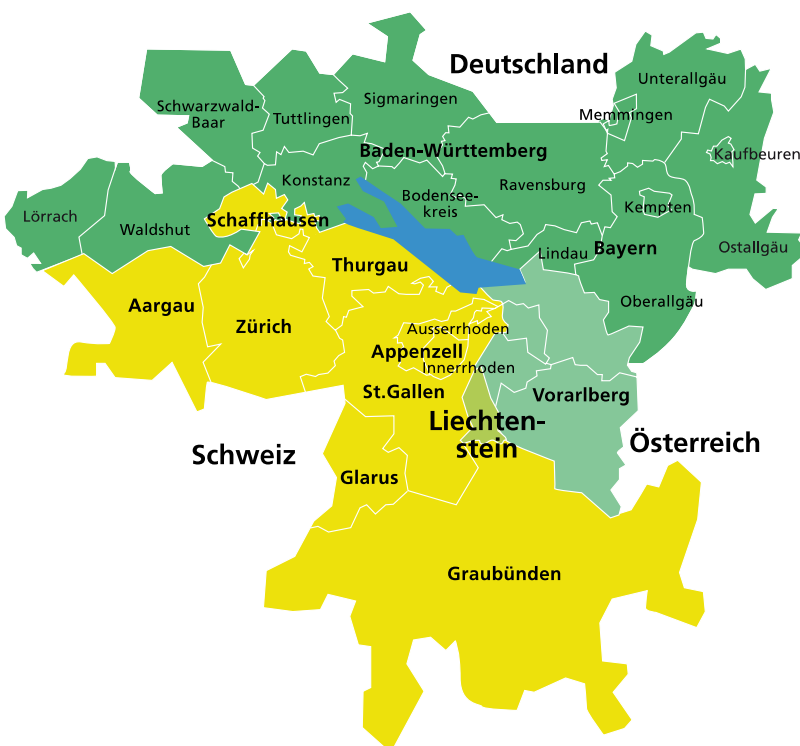 Deutschland
Unterallgäu
Schwarzwald-
Baar
Sigmaringen
Tuttlingen
Memmingen
Baden-Württemberg
Kaufbeuren
Konstanz
Bodensee-
kreis
Ravensburg
Kempten
Lörrach
Waldshut
Schaffhausen
Lindau
Bayern
Ostallgäu
Thurgau
Aargau
Zürich
Oberallgäu
Ausserrhoden
Appenzell
Innerrhoden
St.Gallen
Vorarlberg
Liechten-
stein
Schweiz
Österreich
Glarus
Graubünden